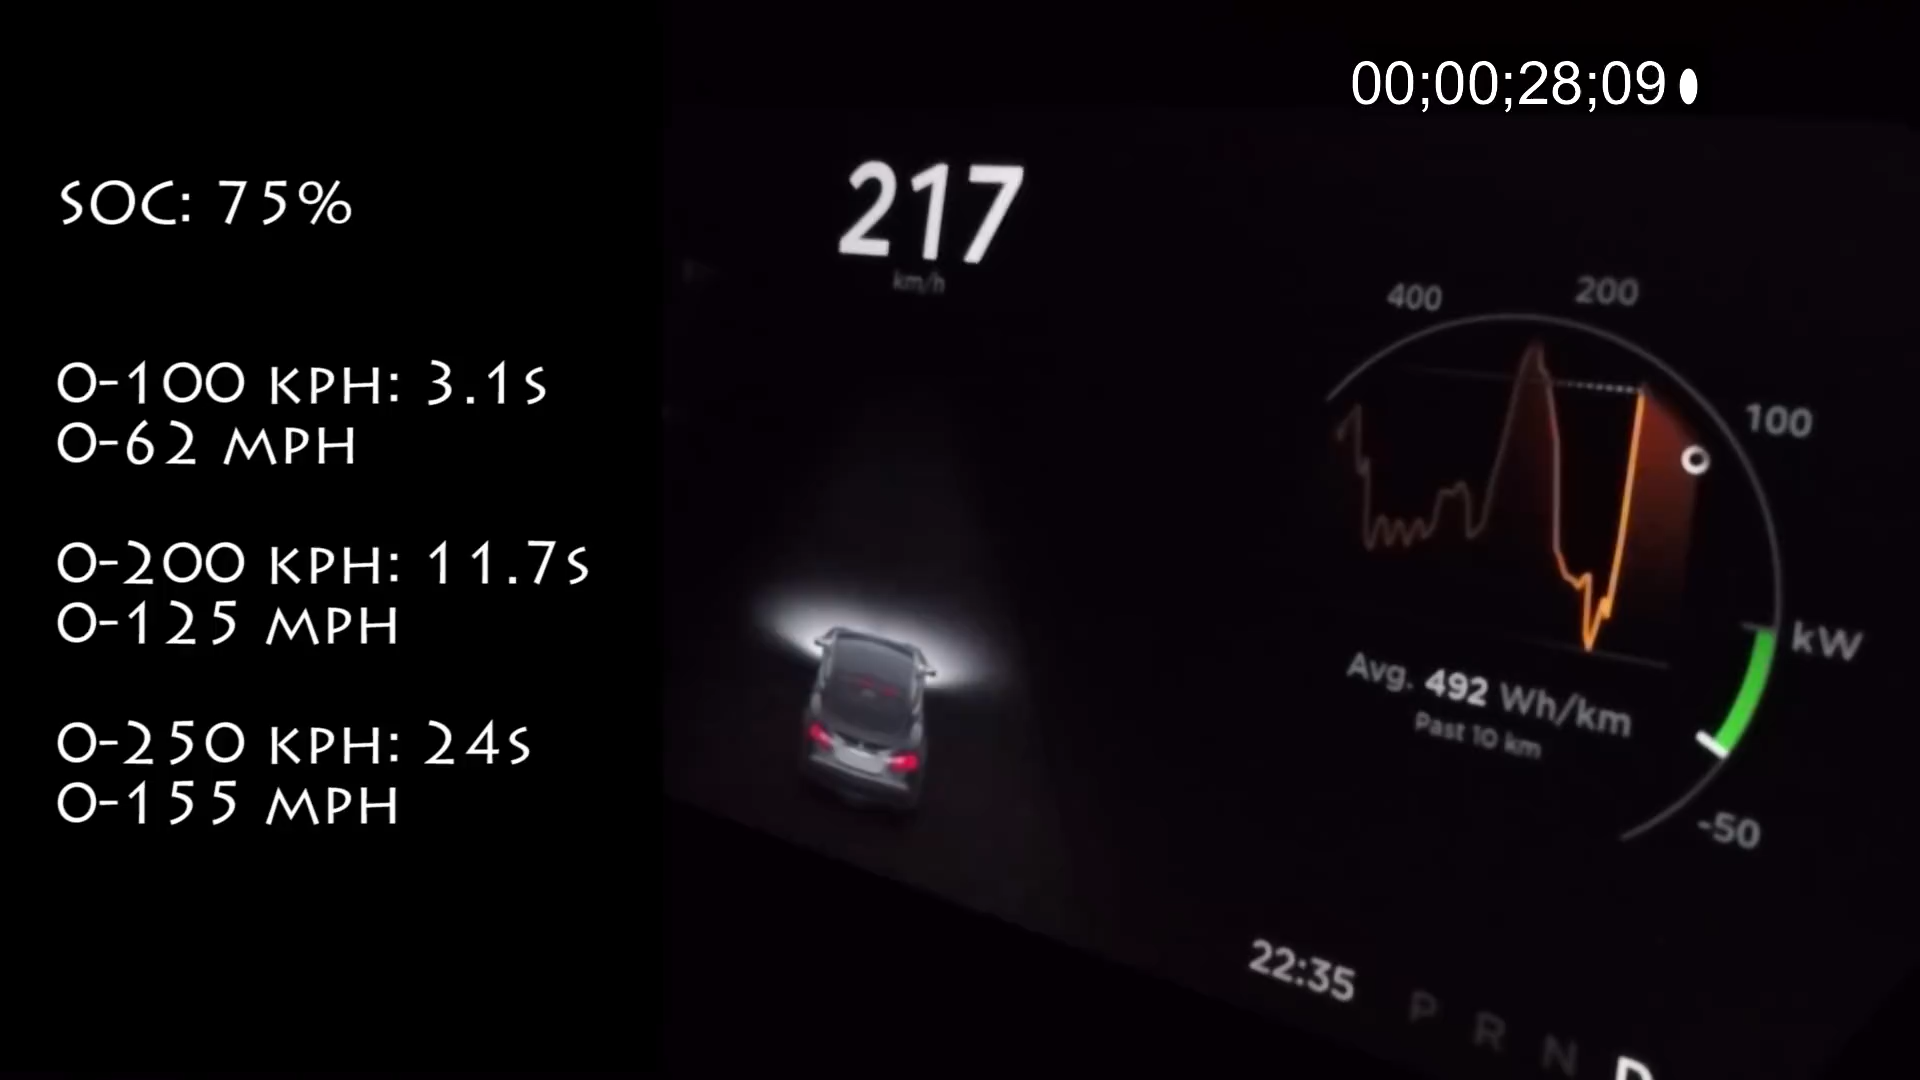 00;00;28;09
SOC: 75%
0-100 KPH: 3.1s
0-62 MPH
0-200 KPH: 11.7s
0-125 MPH
0-250 KPH: 24s
0-155 MPH
217
km/h
400
200
100
kW
-50
Avg. 492 Wh/km
Past 10 km
22:35
P R N D